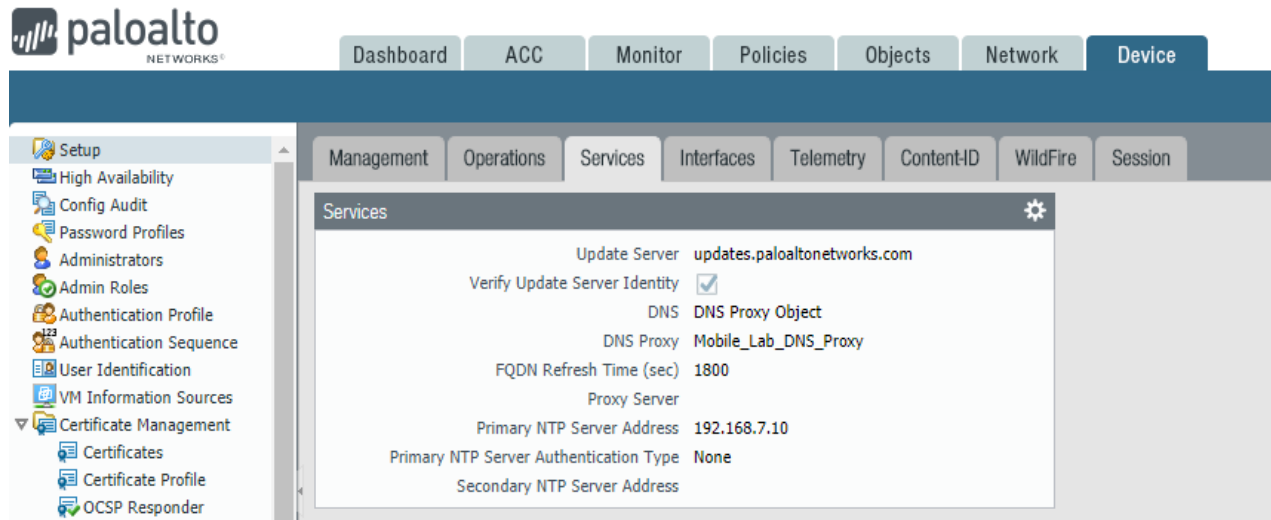 paloalto
NETWORKS®
Dashboard ACC Monitor Policies Objects Network Device
Setup
High Availability
Config Audit
Password Profiles
Administrators
Admin Roles
Authentication Profile
123
Authentication Sequence
User Identification
VM Information Sources
Certificate Management
Certificates
Certificate Profile
OCSP Responder
Management Operations Services Interfaces Telemetry Content-ID WildFire Session
Services
Update Server updates.paloaltonetworks.com
Verify Update Server Identity
DNS DNS Proxy Object
DNS Proxy Mobile_Lab_DNS_Proxy
FQDN Refresh Time (sec) 1800
Proxy Server
Primary NTP Server Address 192.168.7.10
Primary NTP Server Authentication Type None
Secondary NTP Server Address